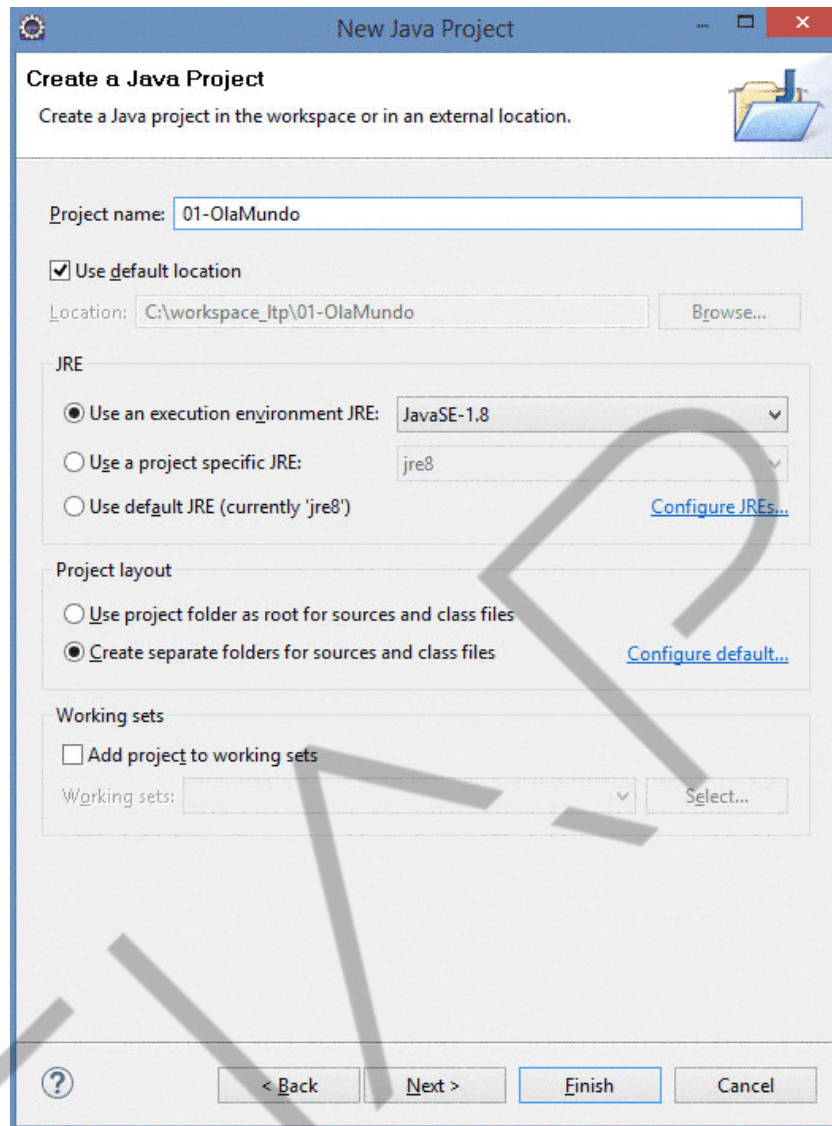 New Java Project
Create a Java Project
Create a Java project in the workspace or in an external location.
Project name: 01-OlaMundo
Use default location
Location: C:\workspace_ltp\01-OlaMundo Browse...
JRE
Use an execution environment JRE: JavaSE-1.8
Use a project specific JRE: jre8
Use default JRE (currently 'jre8') Configure JREs...
Project layout
Use project folder as root for sources and class files
Create separate folders for sources and class files Configure default...
Working sets
Add project to working sets
Working sets: Select...
? < Back Next > Finish Cancel